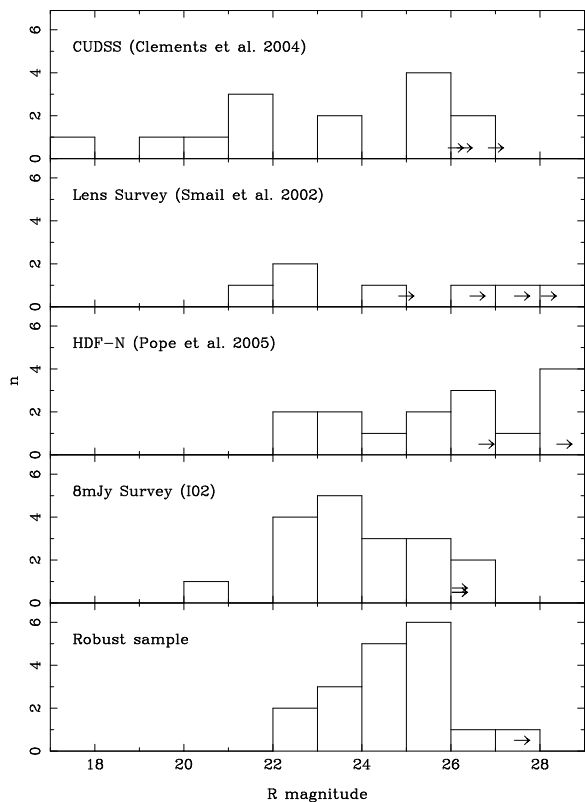 6
4
2
0
CUDSS (Clements et al. 2004)
6
4
2
0
Lens Survey (Smail et al. 2002)
6
4
2
0
HDF-N (Pope et al. 2005)
n
6
4
2
0
8mJy Survey (I02)
6
4
2
0
Robust sample
18 20 22 24 26 28
R magnitude